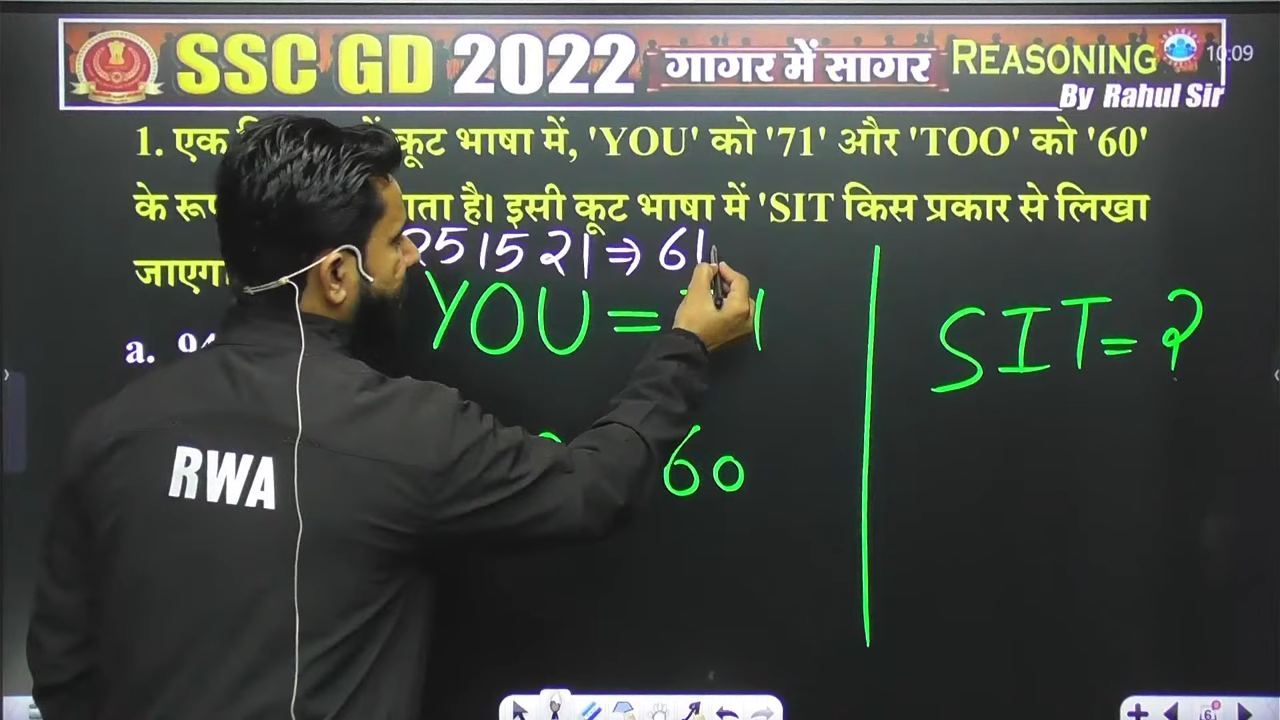 SSC GD 2022 गागर में सागर REASONING 10:09
By Rahul Sir
1. एक कूट भाषा में, 'YOU' को '71' और 'TOO' को '60'
के है। इसी कूट भाषा में 'SIT किस प्रकार से लिखा
जाएगा
25 15 21 ⇒ 61
YOU = 1
SIT = ?
a.
60
RWA